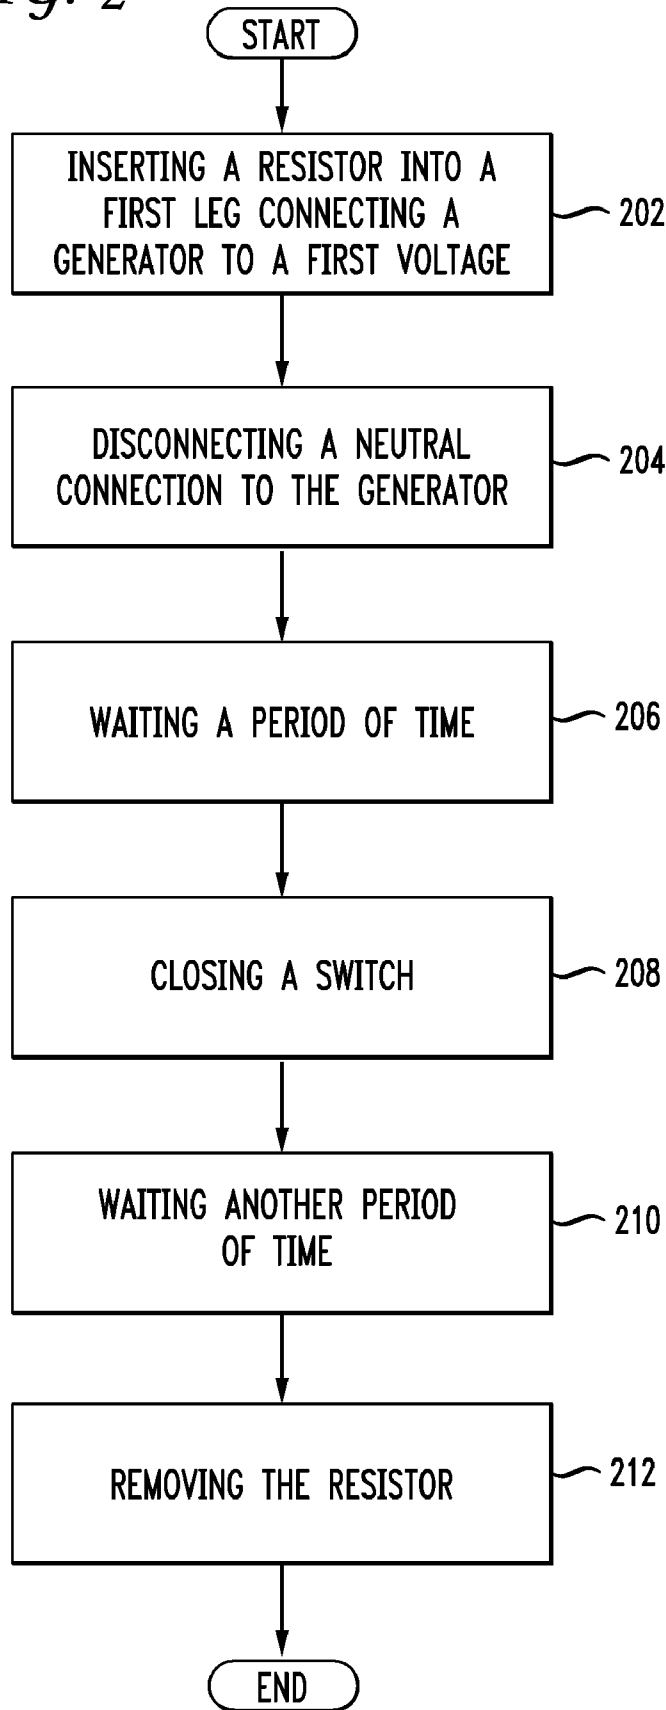 START
INSERTING A RESISTOR INTO A
FIRST LEG CONNECTING A
GENERATOR TO A FIRST VOLTAGE
202
DISCONNECTING A NEUTRAL
CONNECTION TO THE GENERATOR
204
WAITING A PERIOD OF TIME
206
CLOSING A SWITCH
208
WAITING ANOTHER PERIOD
OF TIME
210
REMOVING THE RESISTOR
212
END